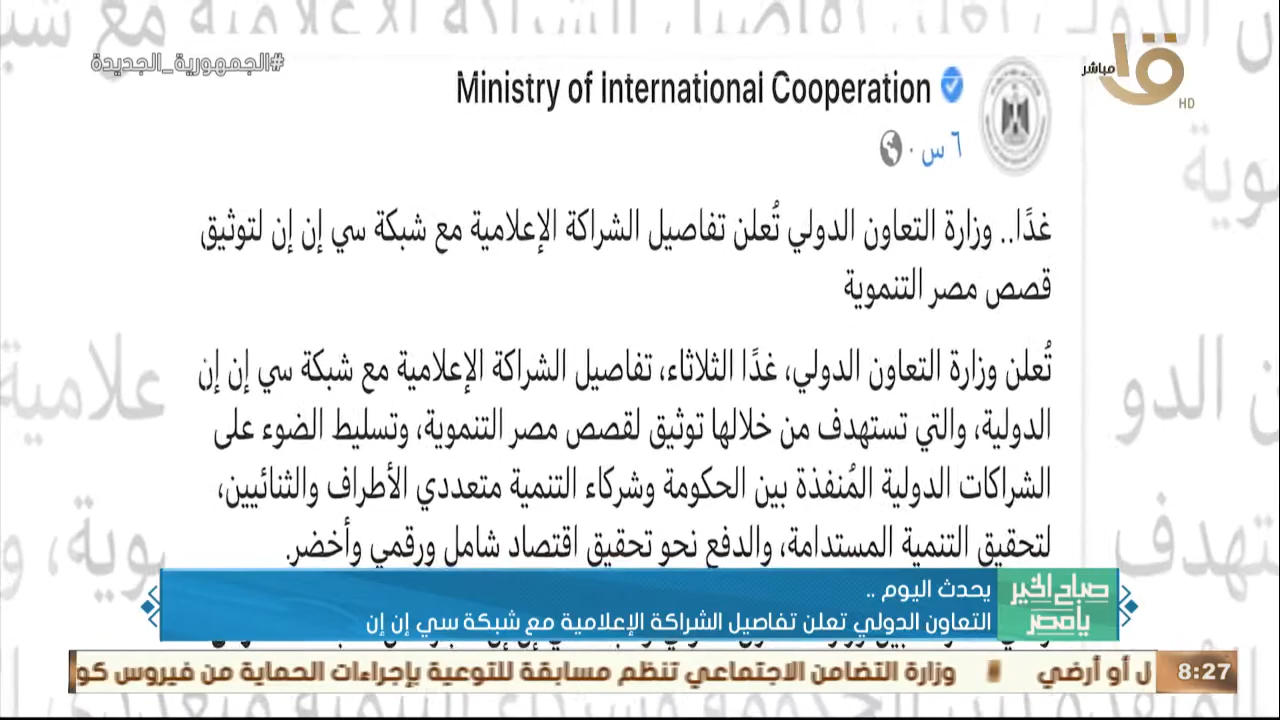 #الجمهورية_الجديدة
مباشر
HD
Ministry of International Cooperation
٦ س
غدًا.. وزارة التعاون الدولي تُعلن تفاصيل الشراكة الإعلامية مع شبكة سي إن إن لتوثيق
قصص مصر التنموية
تُعلن وزارة التعاون الدولي، غدًا الثلاثاء، تفاصيل الشراكة الإعلامية مع شبكة سي إن إن
الدولية، والتي تستهدف من خلالها توثيق لقصص مصر التنموية، وتسليط الضوء على
الشراكات الدولية المُنفذة بين الحكومة وشركاء التنمية متعددي الأطراف والثنائيين،
لتحقيق التنمية المستدامة، والدفع نحو تحقيق اقتصاد شامل ورقمي وأخضر.
صباح الخير
يا مصر
يحدث اليوم ..
التعاون الدولي تعلن تفاصيل الشراكة الإعلامية مع شبكة سي إن إن
8:27
ل أو أرضي وزارة التضامن الاجتماعي تنظم مسابقة للتوعية بإجراءات الحماية من فيروس كو